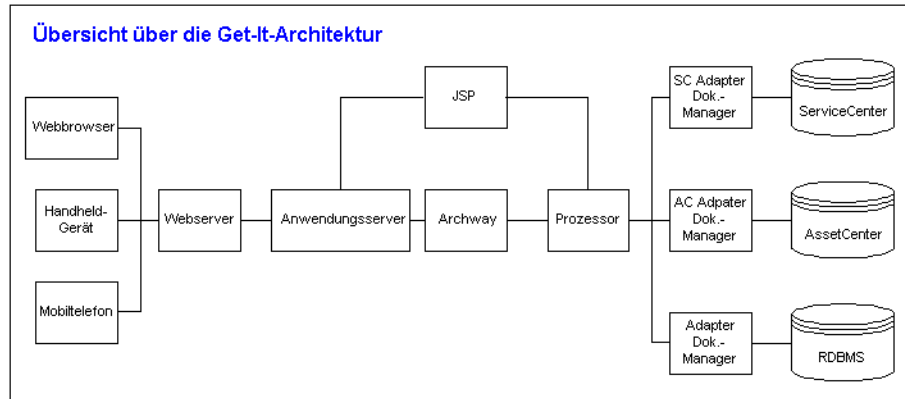 Übersicht über die Get-It-Architektur
JSP
SC Adapter
Dok.-
Manager
ServiceCenter
Webbrowser
Handheld-
Gerät
Webserver
Anwendungsserver
Archway
Prozessor
AC Adpater
Dok.-
Manager
AssetCenter
Mobiltelefon
Adapter
Dok.-
Manager
RDBMS